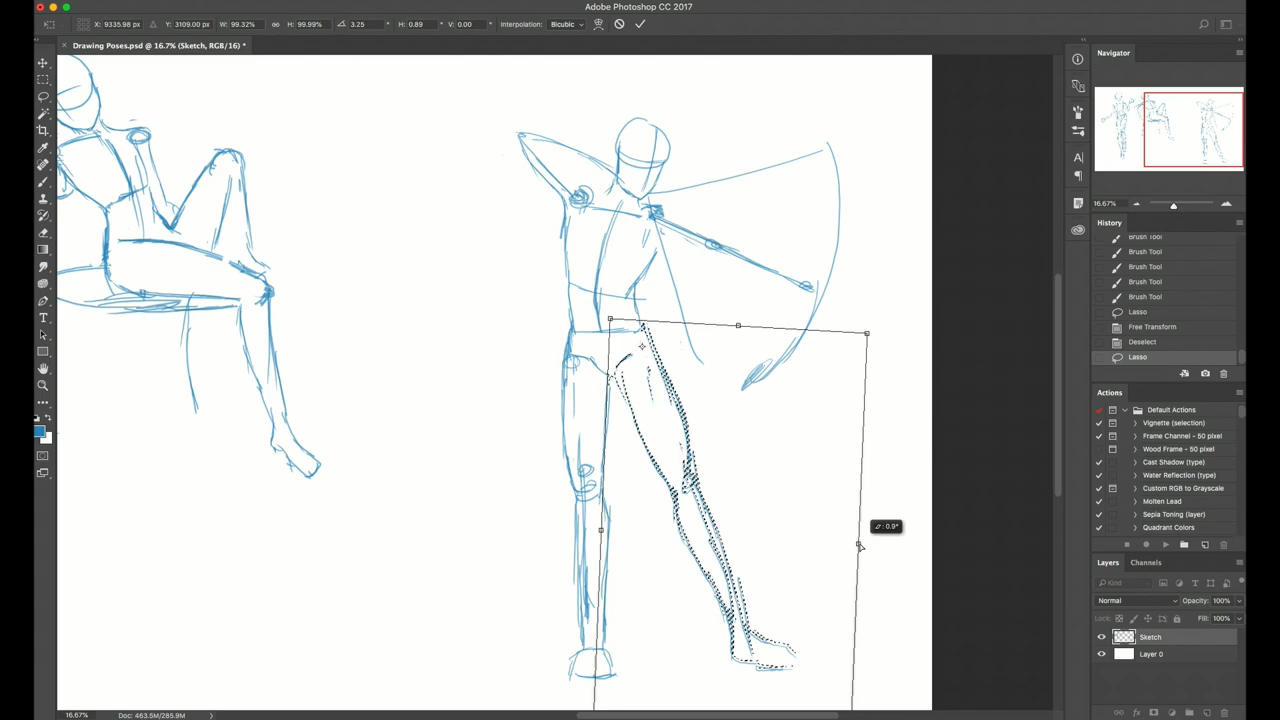 Adobe Photoshop CC 2017
X: 9335.98 px Y: 3109.00 px W: 99.32% H: 99.99% 3.25 ° H: 0.89 ° V: 0.00 ° Interpolation: Bicubic
Drawing Poses.psd @ 16.7% (Sketch, RGB/16) *
Navigator
16.67%
History
Brush Tool
Brush Tool
Brush Tool
Brush Tool
Brush Tool
Lasso
Free Transform
Deselect
Lasso
: 0.9°
Actions
Default Actions
Vignette (selection)
Frame Channel - 50 pixel
Wood Frame - 50 pixel
Cast Shadow (type)
Water Reflection (type)
Custom RGB to Grayscale
Molten Lead
Sepia Toning (layer)
Quadrant Colors
Layers Channels
Kind
Normal Opacity: 100%
Lock: Fill: 100%
Sketch
Layer 0
16.67% Doc: 463.5M/285.9M